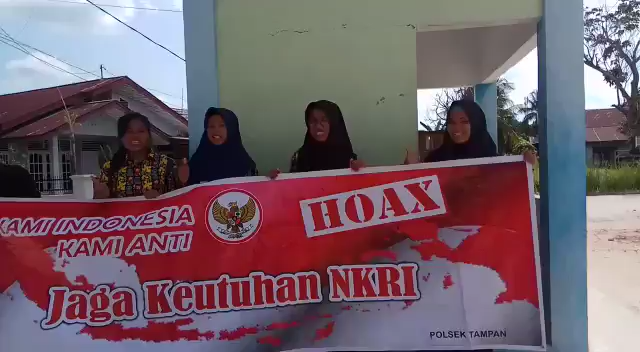 KAMI INDONESIA
KAMI ANTI
HOAX
Jaga Keutuhan NKRI
POLSEK TAMPAN